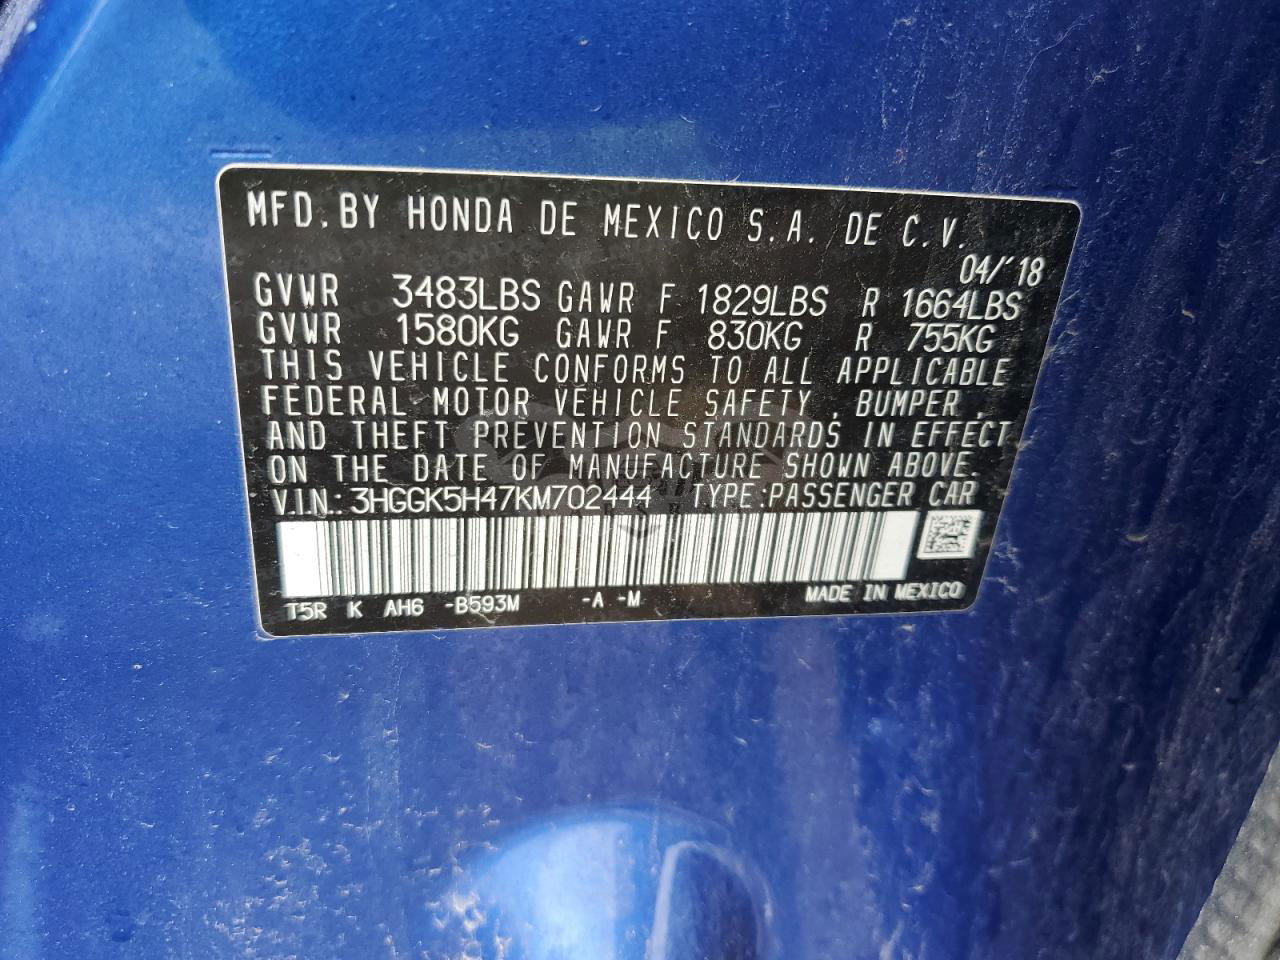 MFD. BY HONDA DE MEXICO S.A. DE C.V.
04/'18
GVWR 3483LBS GAWR F 1829LBS R 1664LBS
GVWR 1580KG GAWR F 830KG R 755KG
THIS VEHICLE CONFORMS TO ALL APPLICABLE
FEDERAL MOTOR VEHICLE SAFETY , BUMPER ,
AND THEFT PREVENTION STANDARDS IN EFFECT
ON THE DATE OF MANUFACTURE SHOWN ABOVE.
V.I.N.: 3HGGK5H47KM702444 TYPE:PASSENGER CAR
T5R K AH6 -B593M -A -M MADE IN MEXICO